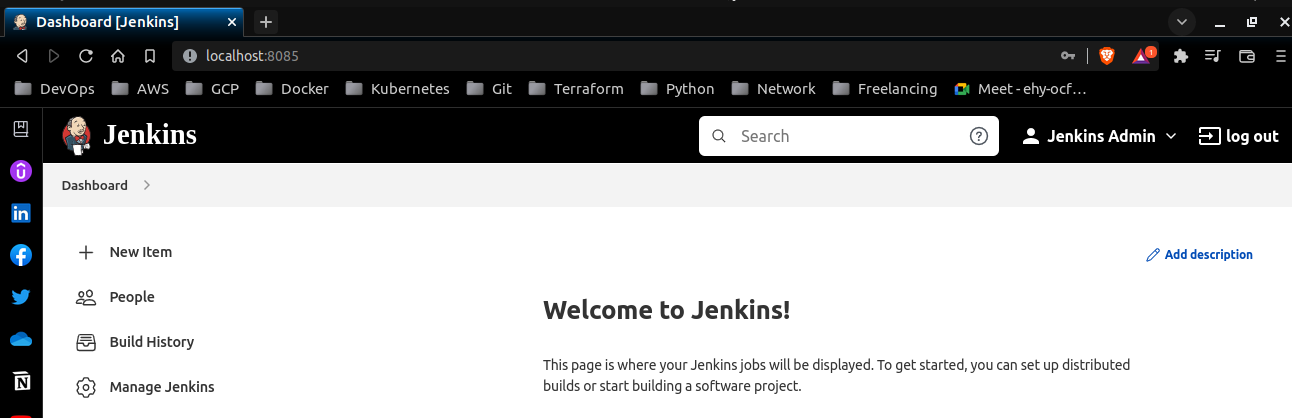 Dashboard [Jenkins]
localhost:8085
1
DevOps AWS GCP Docker Kubernetes Git Terraform Python Network Freelancing Meet - ehy-ocf...
Jenkins Search ? Jenkins Admin log out
Dashboard
New Item
Add description
People
Welcome to Jenkins!
Build History
This page is where your Jenkins jobs will be displayed. To get started, you can set up distributed
builds or start building a software project.
Manage Jenkins